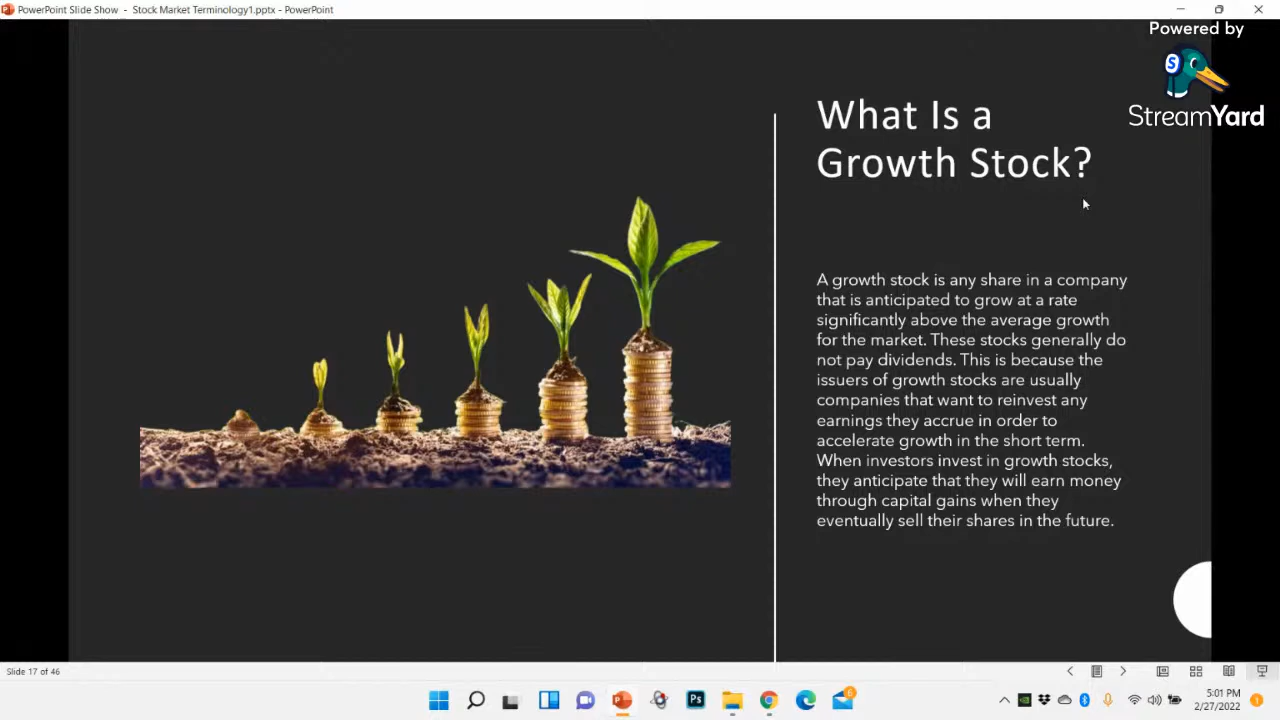 PowerPoint Slide Show - Stock Market Terminology1.pptx - PowerPoint
Powered by
S
StreamYard
What Is a
Growth Stock?
A growth stock is any share in a company
that is anticipated to grow at a rate
significantly above the average growth
for the market. These stocks generally do
not pay dividends. This is because the
issuers of growth stocks are usually
companies that want to reinvest any
earnings they accrue in order to
accelerate growth in the short term.
When investors invest in growth stocks,
they anticipate that they will earn money
through capital gains when they
eventually sell their shares in the future.
Slide 17 of 46
Ps
6
5:01 PM
2/27/2022
1